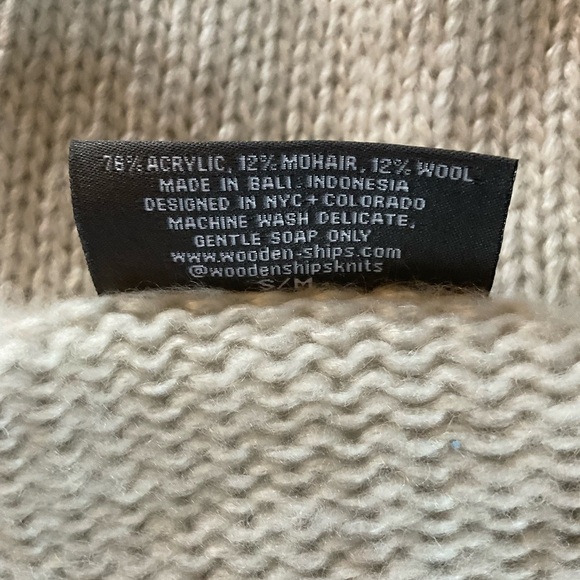 76% ACRYLIC, 12% MOHAIR, 12% WOOL
MADE IN BALI. INDONESIA
DESIGNED IN NYC + COLORADO
MACHINE WASH DELICATE,
GENTLE SOAP ONLY
www.wooden-ships.com
@woodenshipsknits
S/M